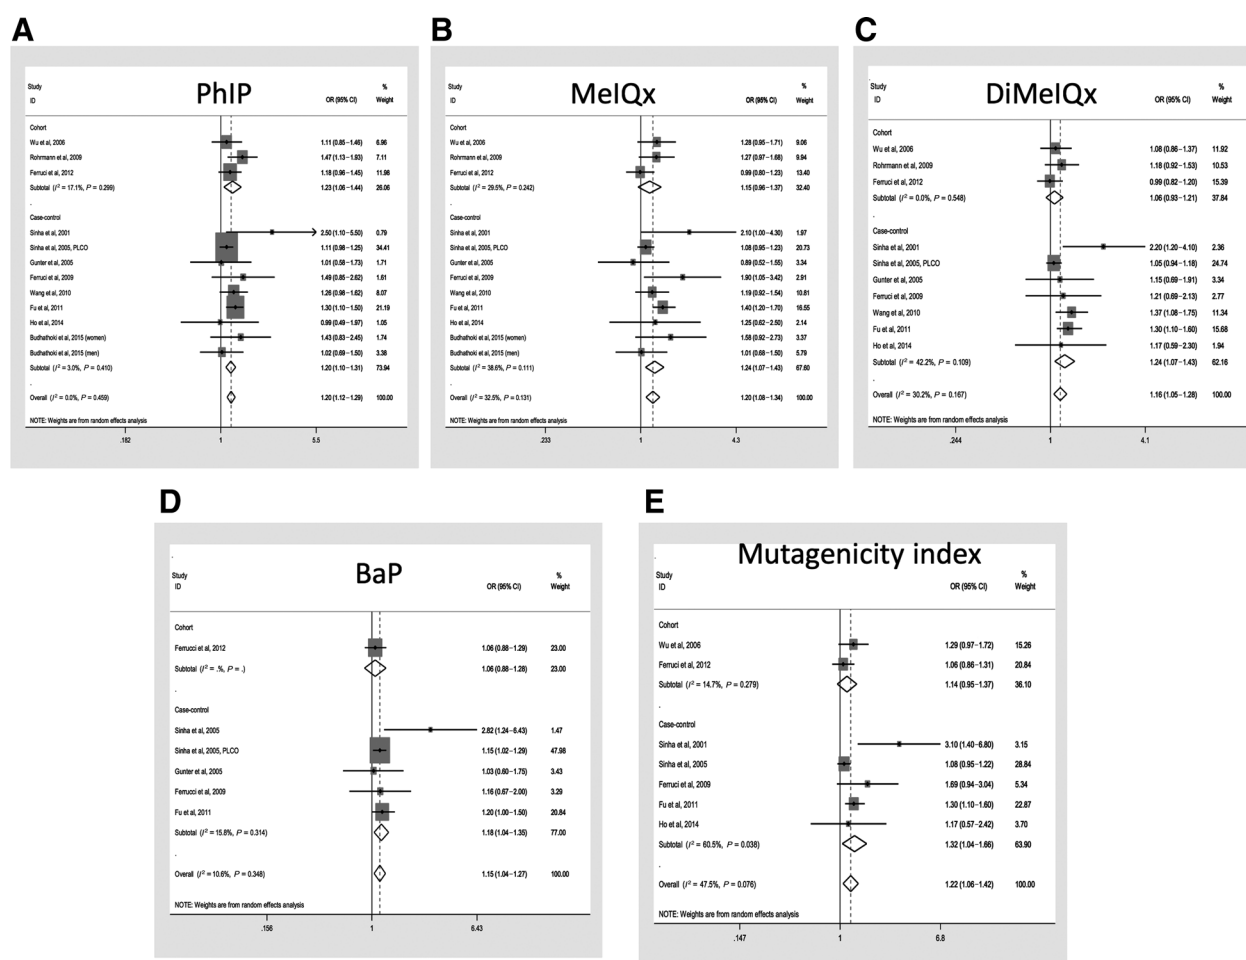 A
PhIP
Study
ID OR (95% CI) % Weight
Cohort
Wu et al, 2006 1.11 (0.85–1.46) 6.96
Rohrmann et al, 2009 1.47 (1.13–1.93) 7.11
Ferruci et al, 2012 1.18 (0.96–1.45) 11.98
Subtotal (I² = 17.1%, P = 0.299) 1.23 (1.06–1.44) 26.06
.
Case-control
Sinha et al, 2001 2.50 (1.10–5.50) 0.79
Sinha et al, 2005, PLCO 1.11 (0.98–1.25) 34.41
Gunter et al, 2005 1.01 (0.58–1.73) 1.71
Ferruci et al, 2009 1.49 (0.85–2.62) 1.61
Wang et al, 2010 1.26 (0.98–1.62) 8.07
Fu et al, 2011 1.30 (1.10–1.50) 21.19
Ho et al, 2014 0.99 (0.49–1.97) 1.05
Budhathoki et al, 2015 (women) 1.43 (0.83–2.45) 1.74
Budhathoki et al, 2015 (men) 1.02 (0.69–1.50) 3.38
Subtotal (I² = 3.0%, P = 0.410) 1.20 (1.10–1.31) 73.94
.
Overall (I² = 0.0%, P = 0.459) 1.20 (1.12–1.29) 100.00
NOTE: Weights are from random effects analysis
.182 1 5.5
B
MeIQx
Study
ID OR (95% CI) % Weight
Cohort
Wu et al, 2006 1.28 (0.95–1.71) 9.06
Rohrmann et al, 2009 1.27 (0.97–1.68) 9.94
Ferruci et al, 2012 0.99 (0.80–1.23) 13.40
Subtotal (I² = 29.5%, P = 0.242) 1.15 (0.96–1.37) 32.40
.
Case-control
Sinha et al, 2001 2.10 (1.00–4.30) 1.97
Sinha et al, 2005, PLCO 1.08 (0.95–1.23) 20.73
Gunter et al, 2005 0.89 (0.52–1.55) 3.34
Ferruci et al, 2009 1.90 (1.05–3.42) 2.91
Wang et al, 2010 1.19 (0.92–1.54) 10.81
Fu et al, 2011 1.40 (1.20–1.70) 16.55
Ho et al, 2014 1.25 (0.62–2.50) 2.14
Budhathoki et al, 2015 (women) 1.58 (0.92–2.73) 3.37
Budhathoki et al, 2015 (men) 1.01 (0.68–1.50) 5.79
Subtotal (I² = 38.6%, P = 0.111) 1.24 (1.07–1.43) 67.60
.
Overall (I² = 32.5%, P = 0.131) 1.20 (1.08–1.34) 100.00
NOTE: Weights are from random effects analysis
.233 1 4.3
C
DiMeIQx
Study
ID OR (95% CI) % Weight
Cohort
Wu et al, 2006 1.08 (0.86–1.37) 11.92
Rohrmann et al, 2009 1.18 (0.92–1.53) 10.53
Ferruci et al, 2012 0.99 (0.82–1.20) 15.39
Subtotal (I² = 0.0%, P = 0.548) 1.06 (0.93–1.21) 37.84
.
Case-control
Sinha et al, 2001 2.20 (1.20–4.10) 2.36
Sinha et al, 2005, PLCO 1.05 (0.94–1.18) 24.74
Gunter et al, 2005 1.15 (0.69–1.91) 3.34
Ferruci et al, 2009 1.21 (0.69–2.13) 2.77
Wang et al, 2010 1.37 (1.08–1.75) 11.34
Fu et al, 2011 1.30 (1.10–1.60) 15.68
Ho et al, 2014 1.17 (0.59–2.30) 1.94
Subtotal (I² = 42.2%, P = 0.109) 1.24 (1.07–1.43) 62.16
.
Overall (I² = 30.2%, P = 0.167) 1.16 (1.05–1.28) 100.00
NOTE: Weights are from random effects analysis
.244 1 4.1
D
BaP
Study
ID OR (95% CI) % Weight
Cohort
Ferrucci et al, 2012 1.06 (0.88–1.29) 23.00
Subtotal (I² = .%, P = .) 1.06 (0.88–1.28) 23.00
.
Case-control
Sinha et al, 2005 2.82 (1.24–6.43) 1.47
Sinha et al, 2005, PLCO 1.15 (1.02–1.29) 47.98
Gunter et al, 2005 1.03 (0.60–1.75) 3.43
Ferrucci et al, 2009 1.16 (0.67–2.00) 3.29
Fu et al, 2011 1.20 (1.00–1.50) 20.84
Subtotal (I² = 15.8%, P = 0.314) 1.18 (1.04–1.35) 77.00
.
Overall (I² = 10.6%, P = 0.348) 1.15 (1.04–1.27) 100.00
NOTE: Weights are from random effects analysis
.156 1 6.43
E
Mutagenicity index
Study
ID OR (95% CI) % Weight
Cohort
Wu et al, 2006 1.29 (0.97–1.72) 15.26
Ferruci et al, 2012 1.06 (0.86–1.31) 20.84
Subtotal (I² = 14.7%, P = 0.279) 1.14 (0.95–1.37) 36.10
.
Case-control
Sinha et al, 2001 3.10 (1.40–6.80) 3.15
Sinha et al, 2005 1.08 (0.95–1.22) 28.84
Ferruci et al, 2009 1.69 (0.94–3.04) 5.34
Fu et al, 2011 1.30 (1.10–1.60) 22.87
Ho et al, 2014 1.17 (0.57–2.42) 3.70
Subtotal (I² = 60.5%, P = 0.038) 1.32 (1.04–1.66) 63.90
.
Overall (I² = 47.5%, P = 0.076) 1.22 (1.06–1.42) 100.00
NOTE: Weights are from random effects analysis
.147 1 6.8